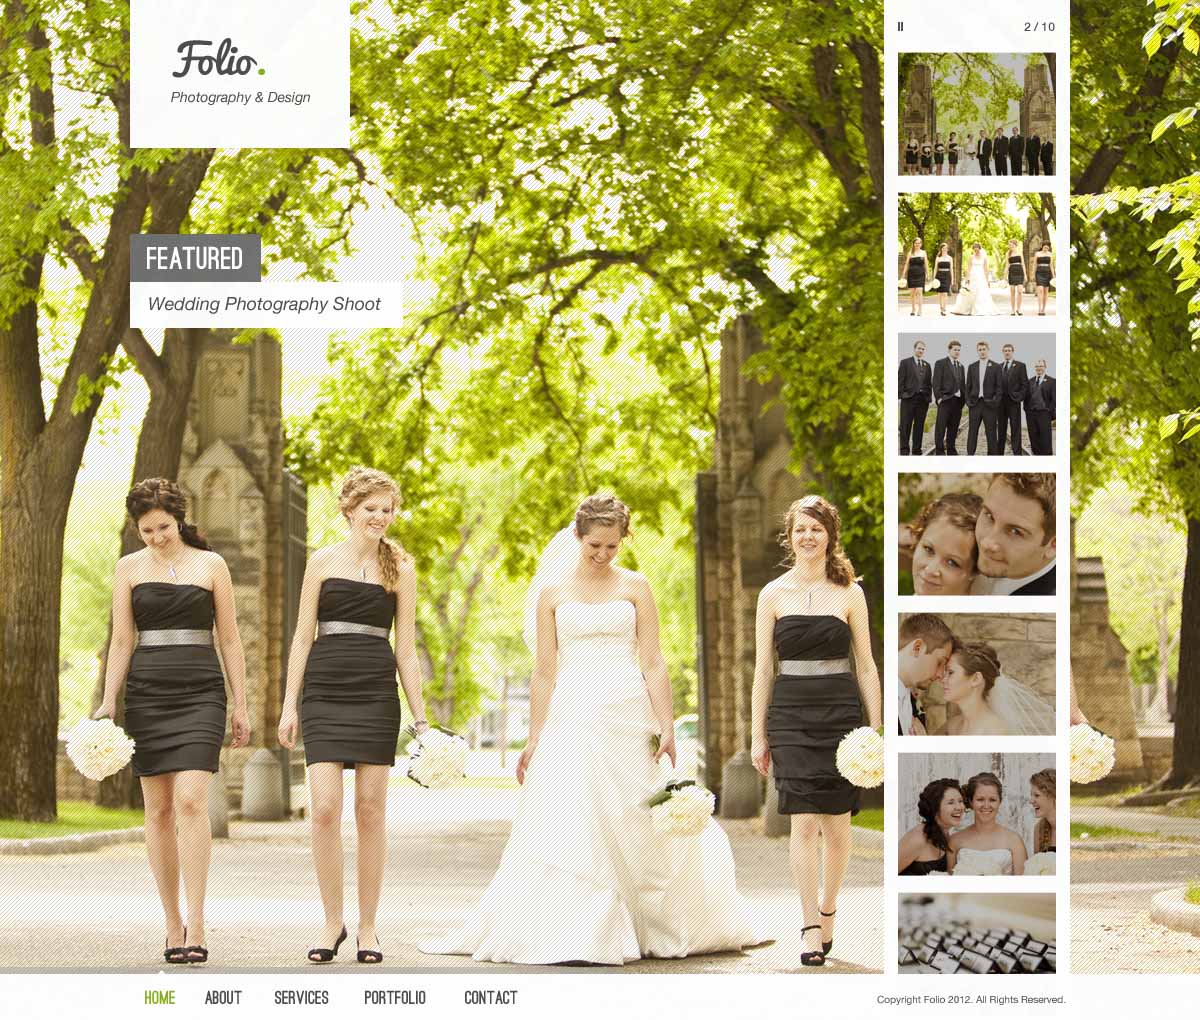 Folio.
Photography & Design
2 / 10
FEATURED
Wedding Photography Shoot
HOME ABOUT SERVICES PORTFOLIO CONTACT
Copyright Folio 2012. All Rights Reserved.